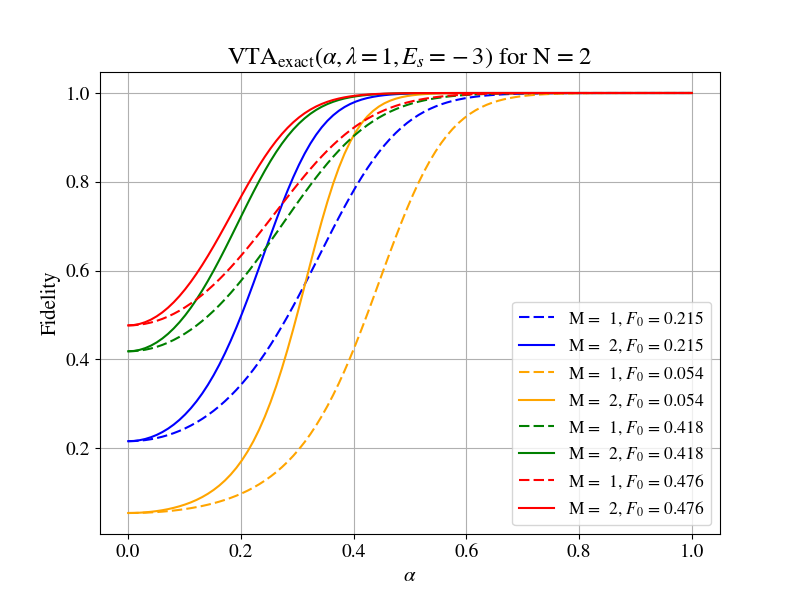 VTA_exact(α, λ = 1, E_s = −3) for N = 2
Fidelity
1.0
0.8
0.6
0.4
0.2
0.0 0.2 0.4 0.6 0.8 1.0
α
M = 1, F_0 = 0.215
M = 2, F_0 = 0.215
M = 1, F_0 = 0.054
M = 2, F_0 = 0.054
M = 1, F_0 = 0.418
M = 2, F_0 = 0.418
M = 1, F_0 = 0.476
M = 2, F_0 = 0.476